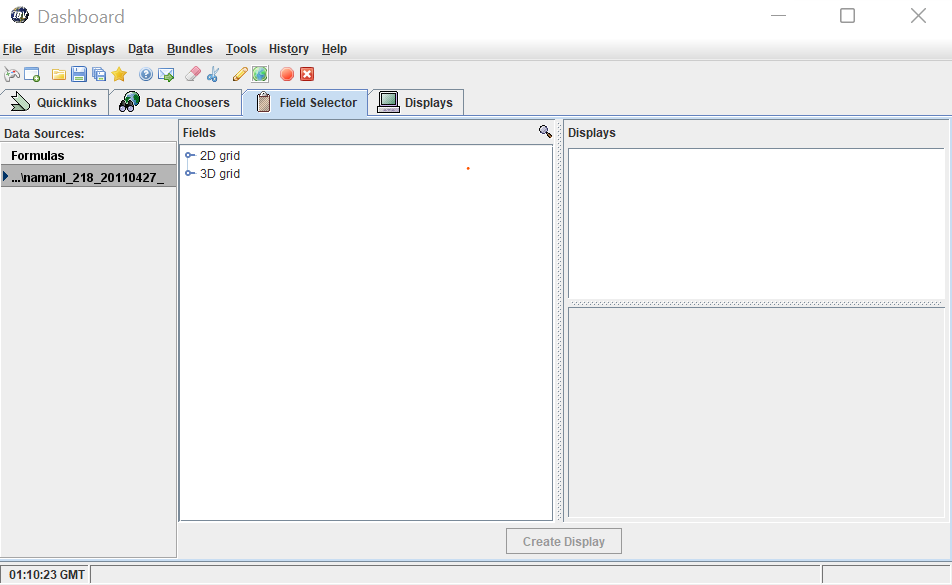 Dashboard
File Edit Displays Data Bundles Tools History Help
Quicklinks Data Choosers Field Selector Displays
Data Sources: Fields Displays
Formulas
...\namanl_218_20110427_
2D grid
3D grid
Create Display
01:10:23 GMT